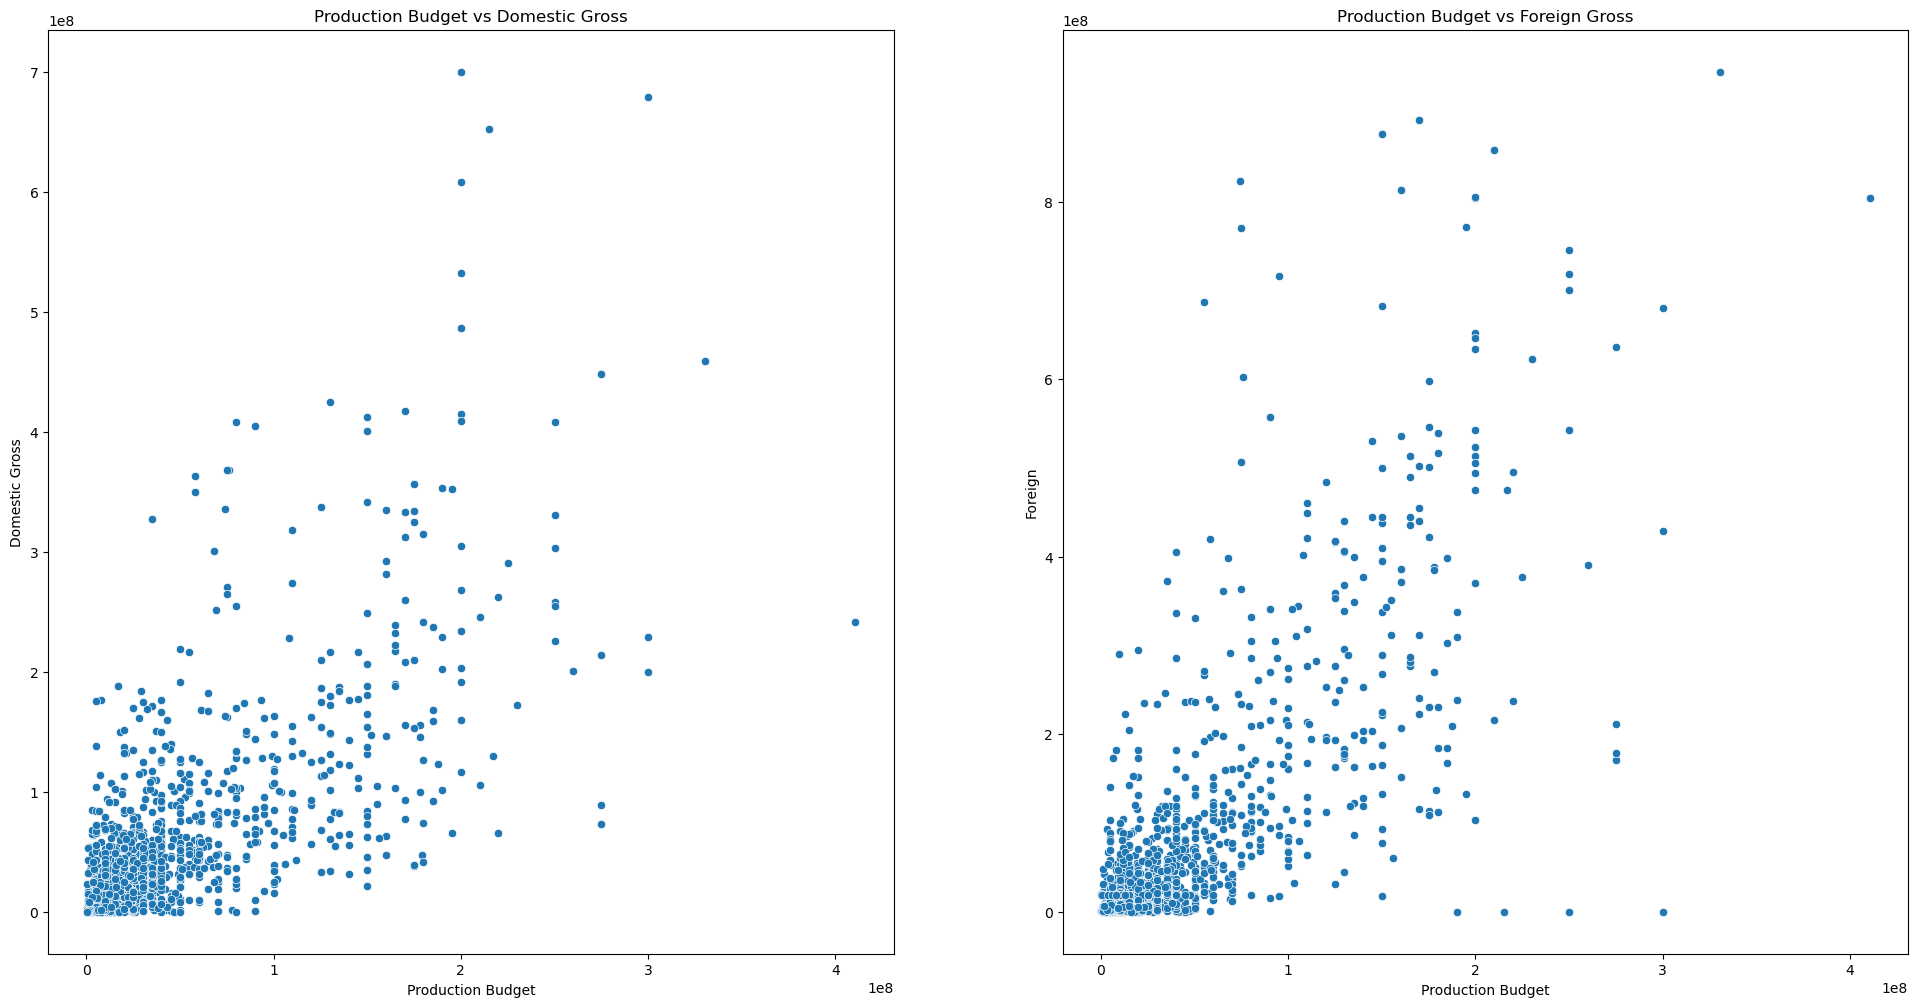 Production Budget vs Domestic Gross
1e8
7
6
5
4
3
2
1
0
Domestic Gross
0 1 2 3 4
Production Budget
1e8
Production Budget vs Foreign Gross
1e8
8
6
4
2
0
Foreign
0 1 2 3 4
Production Budget
1e8